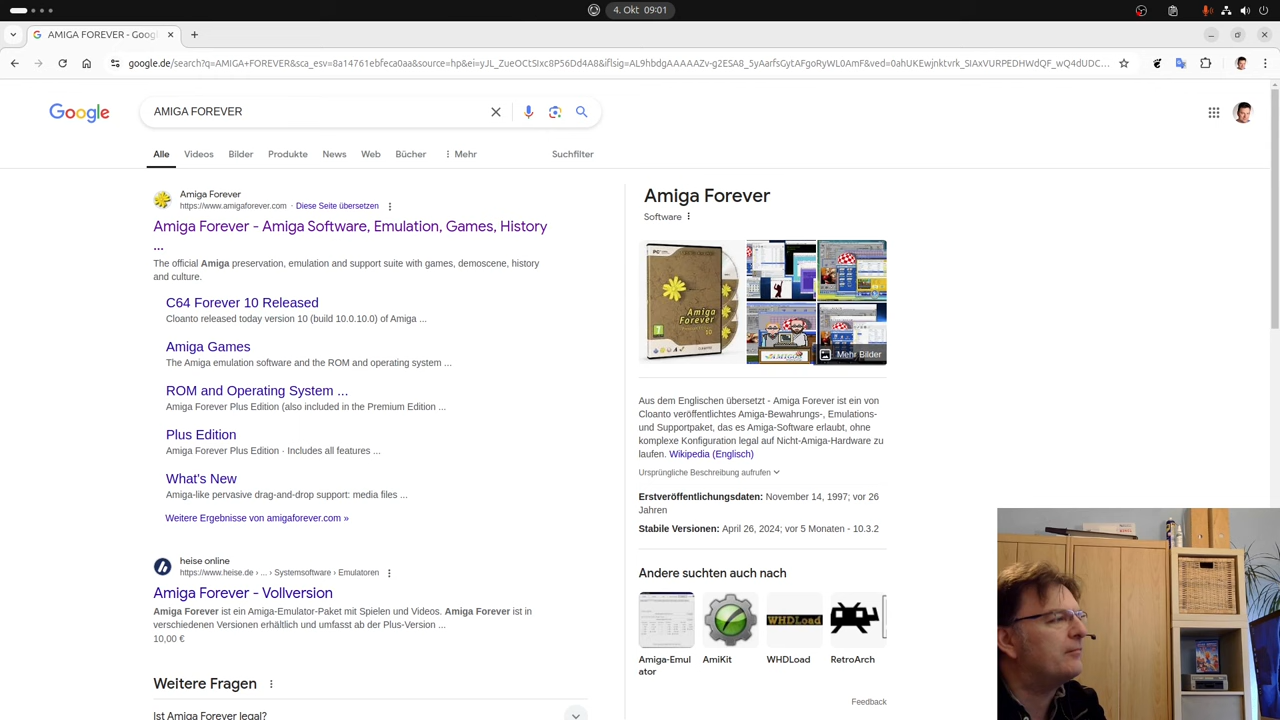 4. Okt 09:01
AMIGA FOREVER - Goog
google.de/search?q=AMIGA+FOREVER&sca_esv=8a14761ebfeca0aa&source=hp&ei=yJL_ZueOCtSIxc8P56Dd4A8&iflsig=AL9hbdgAAAAAZv-g2ESA8_5yAarfsGytAFgoRyWL0AmF&ved=0ahUKEwjnktvrk_SIAxVURPEDHWdQF_wQ4dUDC...
Google
AMIGA FOREVER
Alle Videos Bilder Produkte News Web Bücher Mehr Suchfilter
Amiga Forever
https://www.amigaforever.com · Diese Seite übersetzen
Amiga Forever - Amiga Software, Emulation, Games, History
...
The official Amiga preservation, emulation and support suite with games, demoscene, history
and culture.
C64 Forever 10 Released
Cloanto released today version 10 (build 10.0.10.0) of Amiga ...
Amiga Games
The Amiga emulation software and the ROM and operating system ...
ROM and Operating System ...
Amiga Forever Plus Edition (also included in the Premium Edition ...
Plus Edition
Amiga Forever Plus Edition · Includes all features ...
What's New
Amiga-like pervasive drag-and-drop support: media files ...
Weitere Ergebnisse von amigaforever.com »
heise online
https://www.heise.de › ... › Systemsoftware › Emulatoren
Amiga Forever - Vollversion
Amiga Forever ist ein Amiga-Emulator-Paket mit Spielen und Videos. Amiga Forever ist in
verschiedenen Versionen erhältlich und umfasst ab der Plus-Version ...
10,00 €
Weitere Fragen
Ist Amiga Forever legal?
Amiga Forever
Software
Amiga
Forever
10
Mehr Bilder
Aus dem Englischen übersetzt - Amiga Forever ist ein von
Cloanto veröffentlichtes Amiga-Bewahrungs-, Emulations-
und Supportpaket, das es Amiga-Software erlaubt, ohne
komplexe Konfiguration legal auf Nicht-Amiga-Hardware zu
laufen. Wikipedia (Englisch)
Ursprüngliche Beschreibung aufrufen
Erstveröffentlichungsdaten: November 14, 1997; vor 26
Jahren
Stabile Versionen: April 26, 2024; vor 5 Monaten - 10.3.2
Andere suchten auch nach
WHDLoad
Amiga-Emul AmiKit WHDLoad RetroArch
ator
Feedback